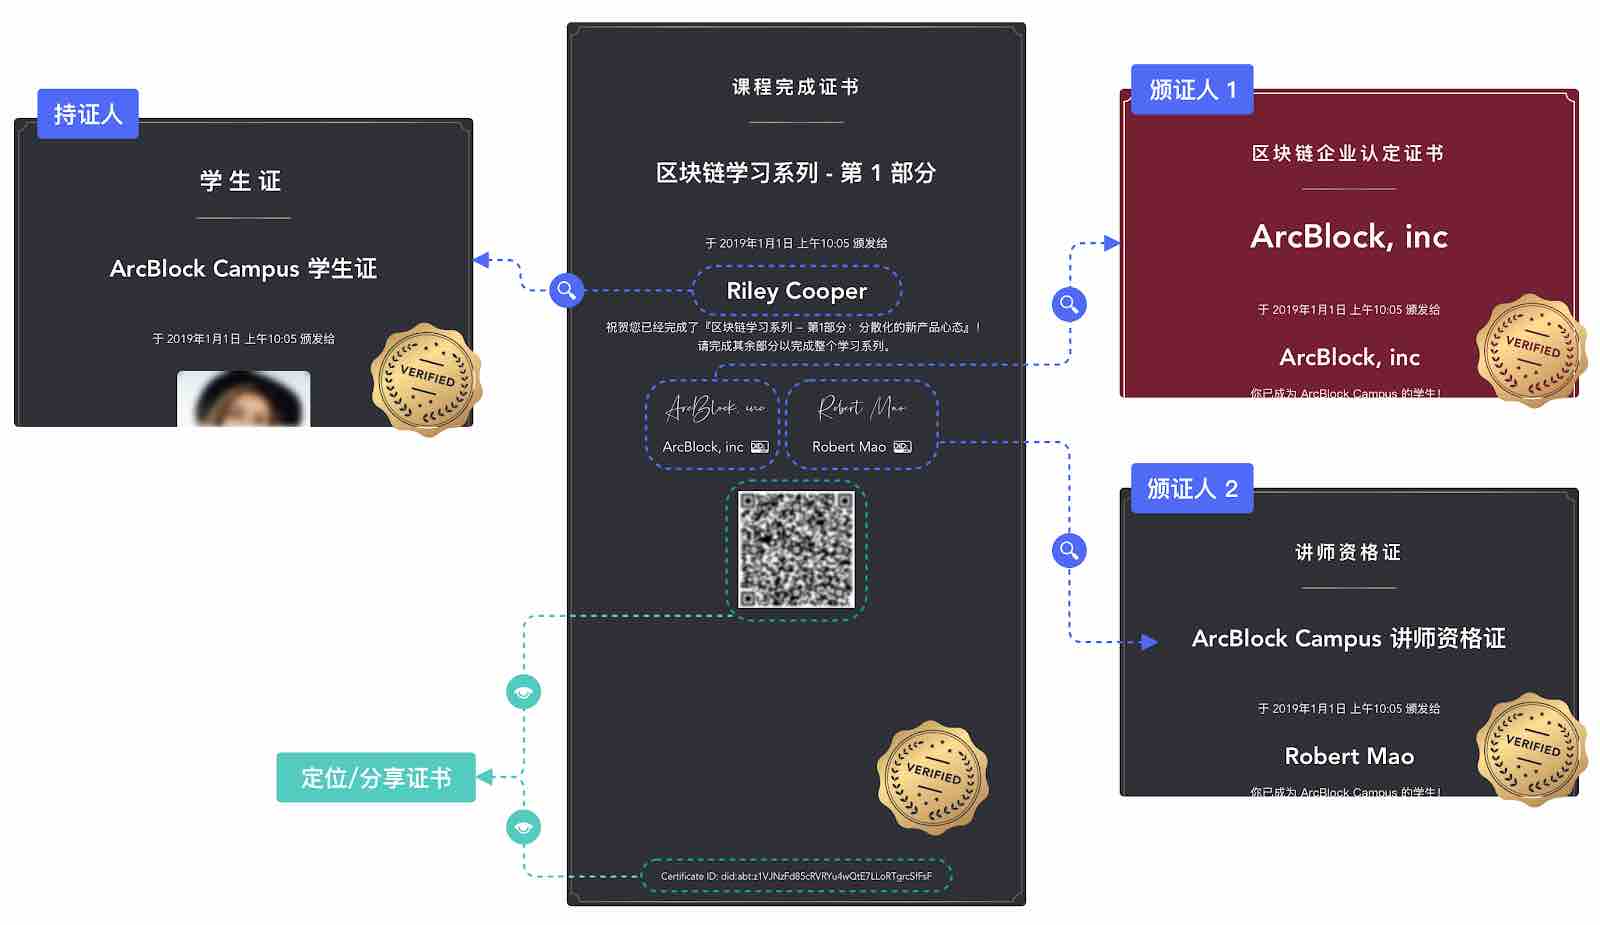 持证人
学生证
ArcBlock Campus 学生证
于 2019年1月1日 上午10:05 颁发给
VERIFIED
课程完成证书
区块链学习系列 - 第 1 部分
于 2019年1月1日 上午10:05 颁发给
Riley Cooper
祝贺您已经完成了『区块链学习系列 – 第1部分：分散化的新产品心态』！
请完成其余部分以完成整个学习系列。
ArcBlock, inc
Robert Mao
ArcBlock, inc DID
Robert Mao DID
VERIFIED
Certificate ID: did:abt:z1VJNzFd85cRVRYu4wQtE7LLoRTgrcSfFsF
定位/分享证书
颁证人 1
区块链企业认定证书
ArcBlock, inc
于 2019年1月1日 上午10:05 颁发给
ArcBlock, inc
你已成为 ArcBlock Campus 的学生！
VERIFIED
颁证人 2
讲师资格证
ArcBlock Campus 讲师资格证
于 2019年1月1日 上午10:05 颁发给
Robert Mao
你已成为 ArcBlock Campus 的学生！
VERIFIED